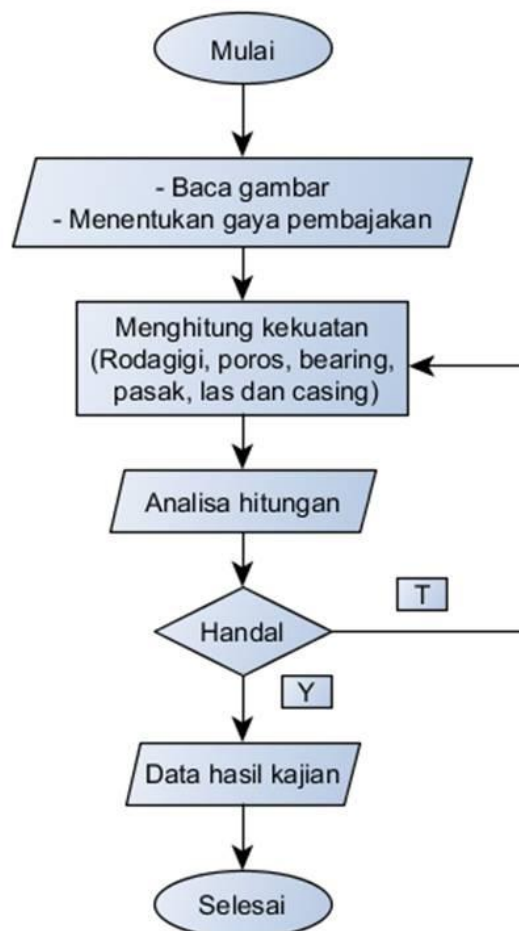 Mulai
- Baca gambar
- Menentukan gaya pembajakan
Menghitung kekuatan
(Rodagigi, poros, bearing,
pasak, las dan casing)
Analisa hitungan
T
Handal
Y
Data hasil kajian
Selesai